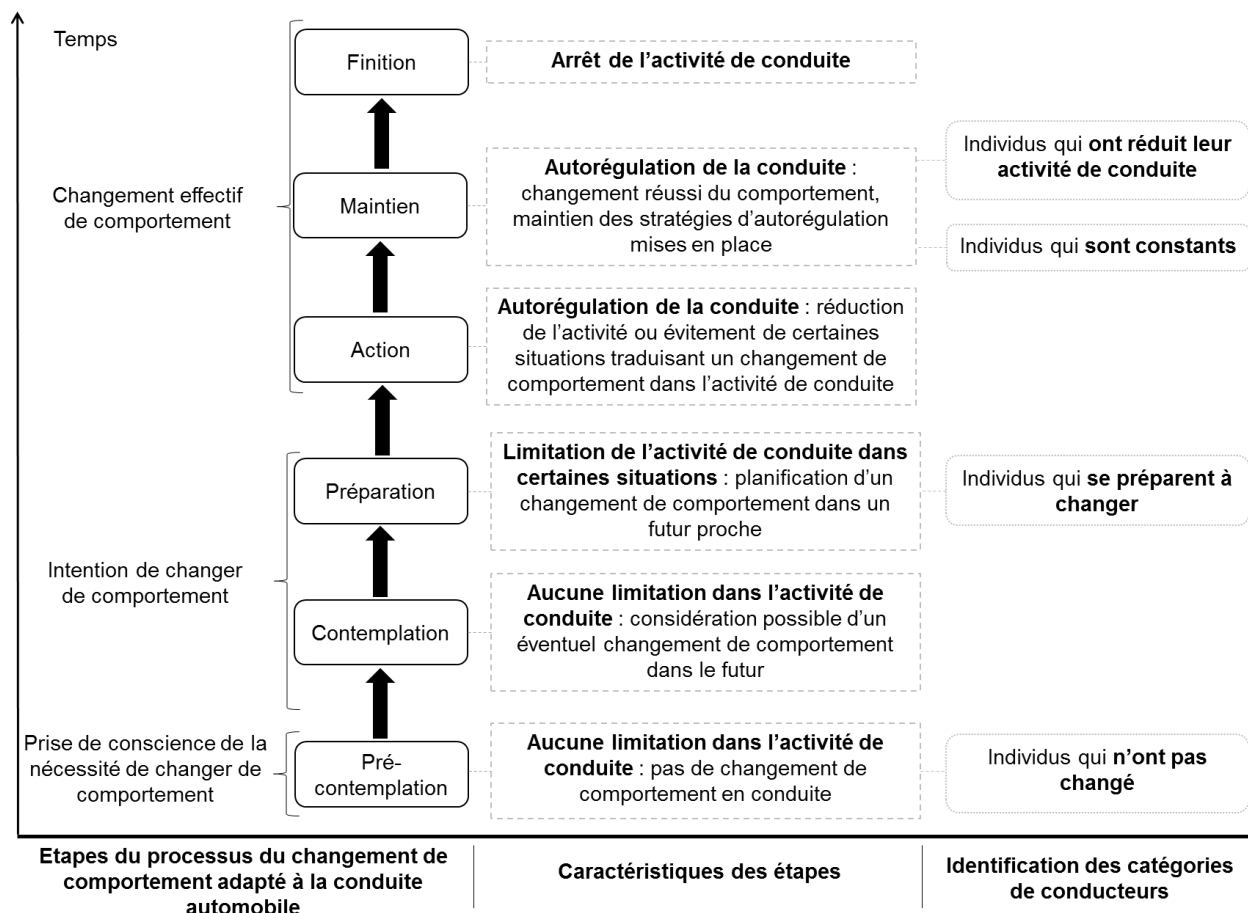 Temps
Finition
Arrêt de l’activité de conduite
Changement effectif
de comportement
Maintien
Autorégulation de la conduite :
changement réussi du comportement,
maintien des stratégies d’autorégulation
mises en place
Individus qui ont réduit leur
activité de conduite
Individus qui sont constants
Action
Autorégulation de la conduite : réduction
de l’activité ou évitement de certaines
situations traduisant un changement de
comportement dans l’activité de conduite
Intention de changer
de comportement
Préparation
Limitation de l’activité de conduite dans
certaines situations : planification d’un
changement de comportement dans un
futur proche
Individus qui se préparent à
changer
Contemplation
Aucune limitation dans l’activité de
conduite : considération possible d’un
éventuel changement de comportement
dans le futur
Prise de conscience de la
nécessité de changer de
comportement
Pré-
contemplation
Aucune limitation dans l’activité de
conduite : pas de changement de
comportement en conduite
Individus qui n’ont pas
changé
Etapes du processus du changement de
comportement adapté à la conduite
automobile
Caractéristiques des étapes
Identification des catégories
de conducteurs